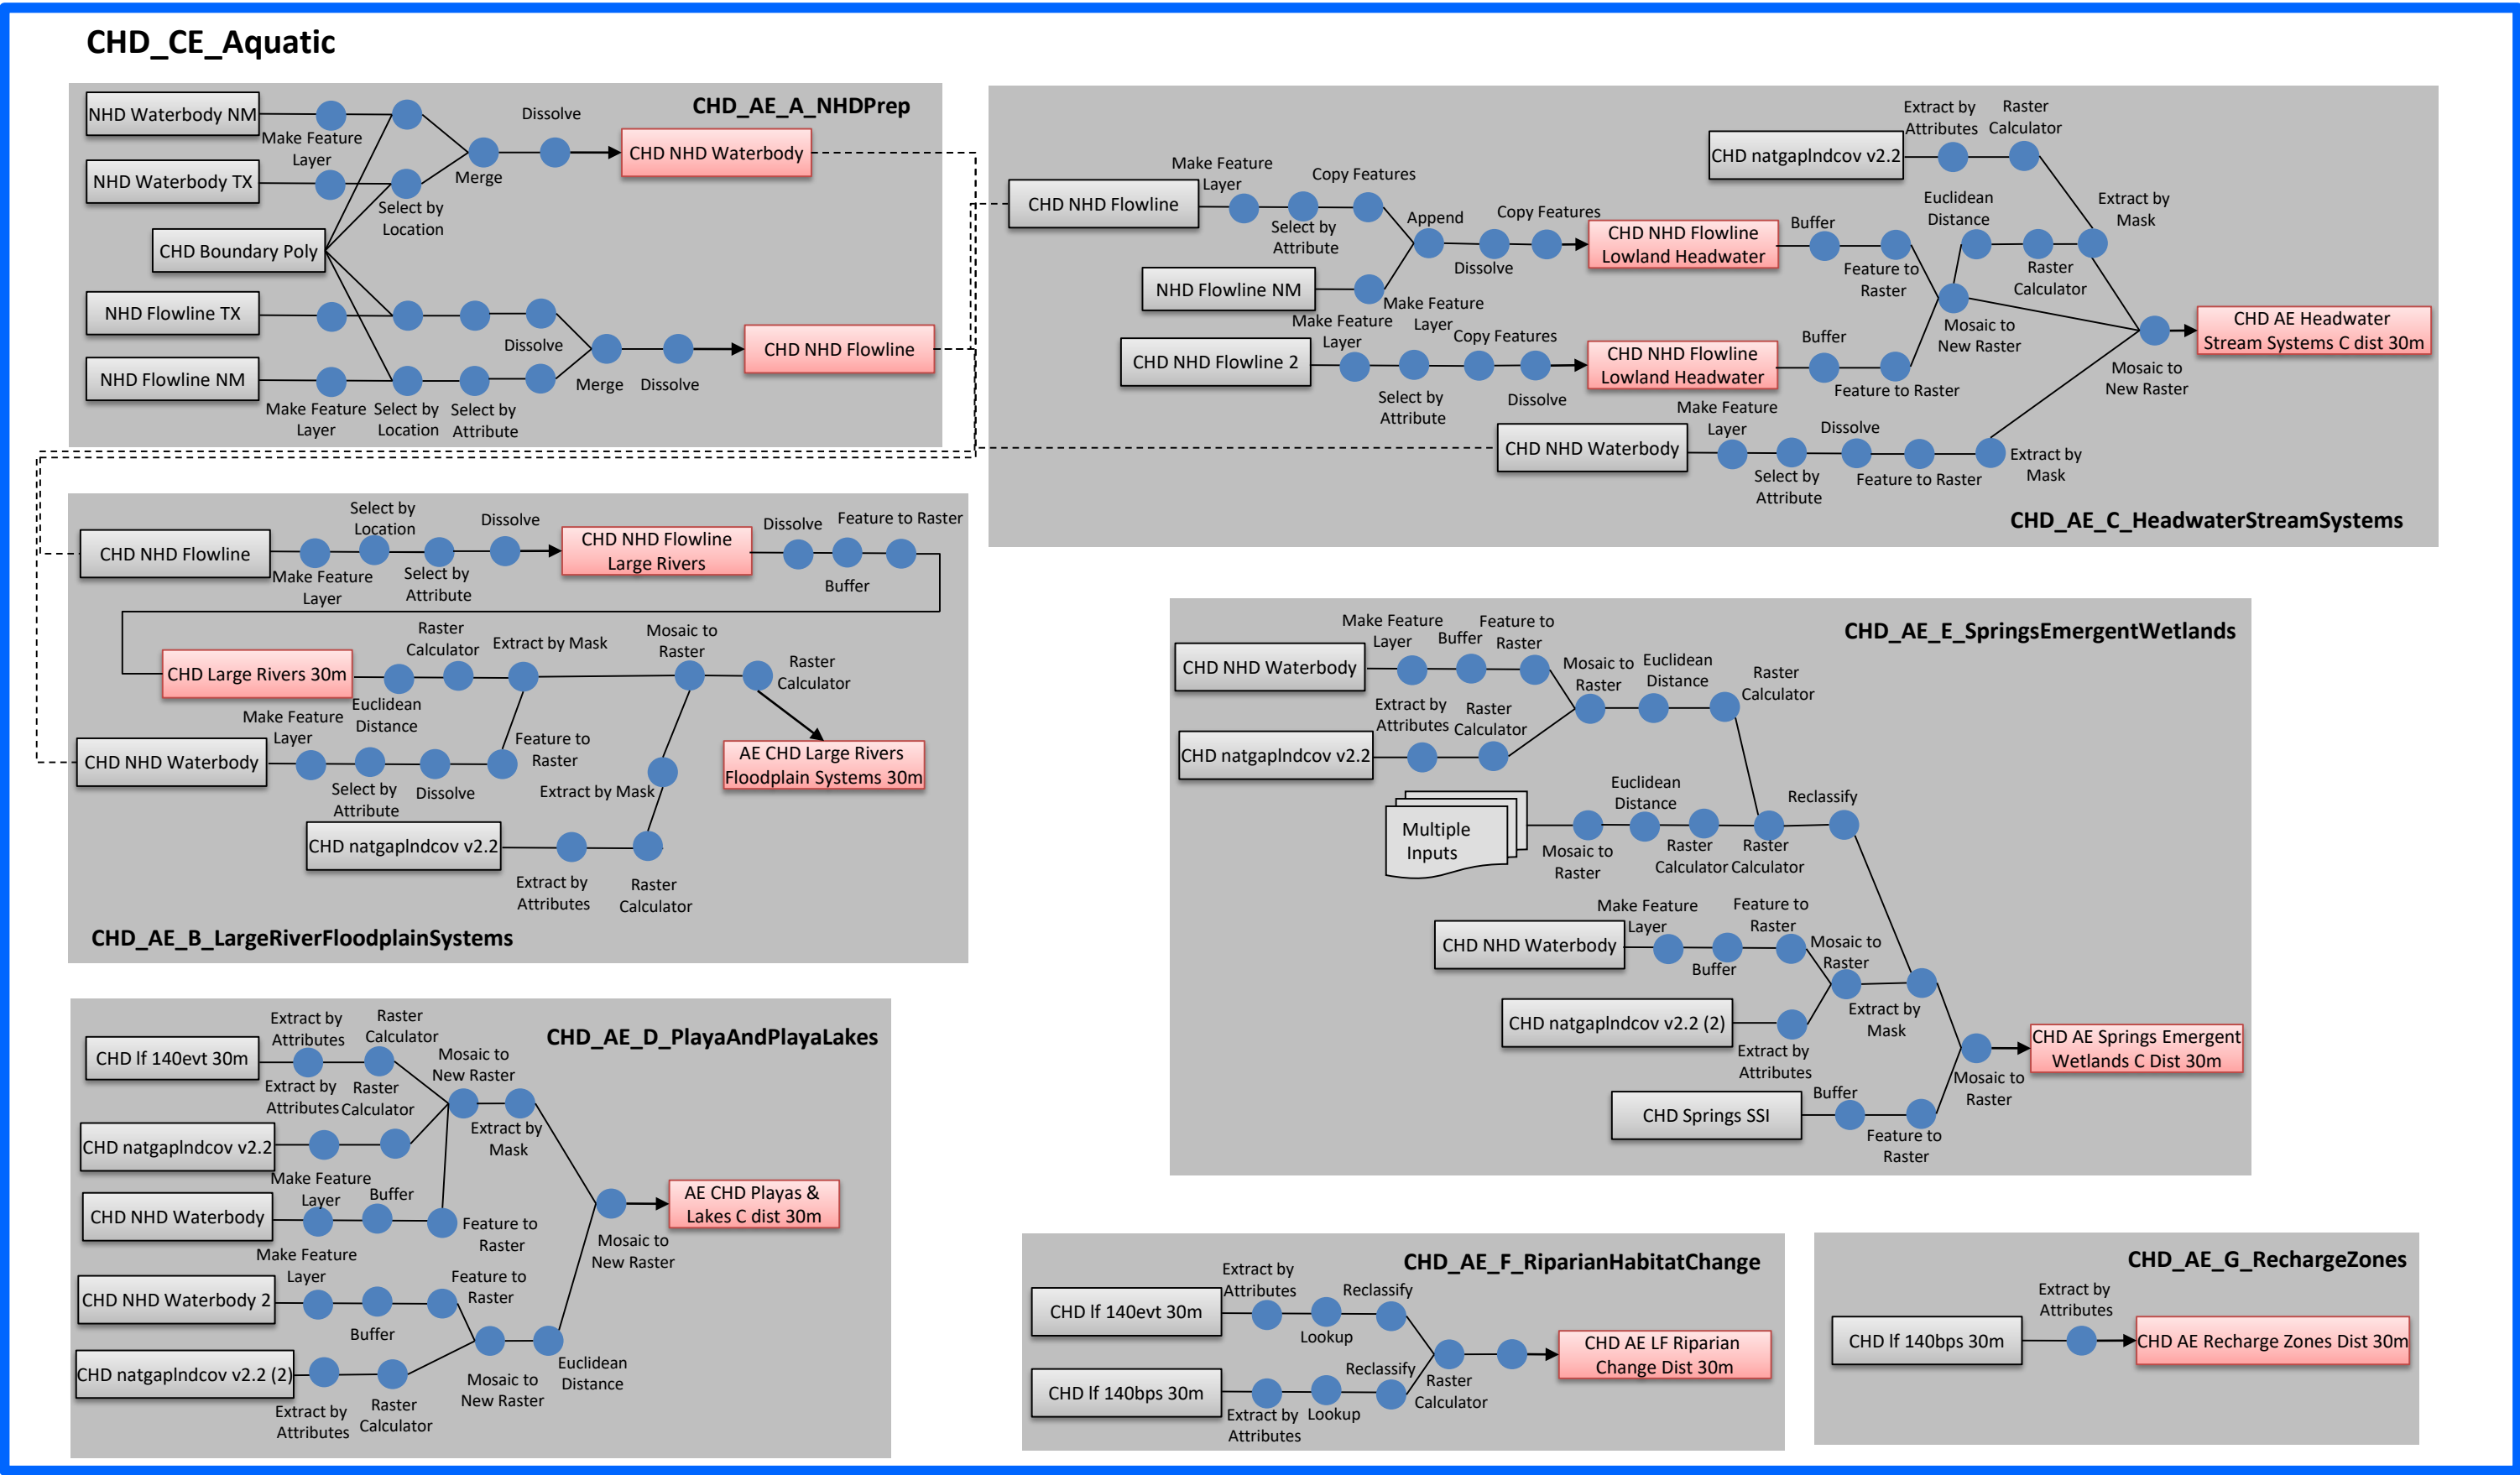 CHD_CE_Aquatic
CHD_AE_A_NHDPrep
NHD Waterbody NM
Make Feature
Layer
Dissolve
CHD NHD Waterbody
Merge
NHD Waterbody TX
Select by
Location
CHD Boundary Poly
NHD Flowline TX
Dissolve
CHD NHD Flowline
NHD Flowline NM
Merge
Dissolve
Make Feature
Layer
Select by
Location
Select by
Attribute
Extract by
Attributes
Raster
Calculator
CHD natgaplndcov v2.2
Make Feature
Layer
Copy Features
CHD NHD Flowline
Select by
Attribute
Append
Copy Features
Dissolve
CHD NHD Flowline
Lowland Headwater
Buffer
Feature to
Raster
Euclidean
Distance
Extract by
Mask
Raster
Calculator
NHD Flowline NM
Make Feature
Layer
Make Feature
Layer
Copy Features
CHD NHD Flowline 2
Select by
Attribute
Dissolve
CHD NHD Flowline
Lowland Headwater
Buffer
Feature to Raster
Mosaic to
New Raster
Mosaic to
New Raster
CHD AE Headwater
Stream Systems C dist 30m
Make Feature
Layer
Dissolve
CHD NHD Waterbody
Select by
Attribute
Feature to Raster
Extract by
Mask
CHD_AE_C_HeadwaterStreamSystems
CHD NHD Flowline
Make Feature
Layer
Select by
Location
Select by
Attribute
Dissolve
CHD NHD Flowline
Large Rivers
Dissolve
Buffer
Feature to Raster
CHD Large Rivers 30m
Euclidean
Distance
Raster
Calculator
Extract by Mask
Mosaic to
Raster
Raster
Calculator
Make Feature
Layer
CHD NHD Waterbody
Select by
Attribute
Dissolve
Feature to
Raster
Extract by Mask
AE CHD Large Rivers
Floodplain Systems 30m
CHD natgaplndcov v2.2
Extract by
Attributes
Raster
Calculator
CHD_AE_B_LargeRiverFloodplainSystems
CHD_AE_E_SpringsEmergentWetlands
Make Feature
Layer
Buffer
Feature to
Raster
CHD NHD Waterbody
Mosaic to
Raster
Euclidean
Distance
Raster
Calculator
Extract by
Attributes
Raster
Calculator
CHD natgaplndcov v2.2
Multiple
Inputs
Mosaic to
Raster
Euclidean
Distance
Raster
Calculator
Raster
Calculator
Reclassify
Make Feature
Layer
Feature to
Raster
CHD NHD Waterbody
Buffer
Mosaic to
Raster
Extract by
Mask
CHD natgaplndcov v2.2 (2)
Extract by
Attributes
CHD Springs SSI
Buffer
Feature to
Raster
Mosaic to
Raster
CHD AE Springs Emergent
Wetlands C Dist 30m
CHD_AE_D_PlayaAndPlayaLakes
Extract by
Attributes
Raster
Calculator
CHD lf 140evt 30m
Mosaic to
New Raster
Extract by
Attributes
Raster
Calculator
Extract by
Mask
CHD natgaplndcov v2.2
Make Feature
Layer
Buffer
CHD NHD Waterbody
Feature to
Raster
AE CHD Playas &
Lakes C dist 30m
Mosaic to
New Raster
Make Feature
Layer
Feature to
Raster
CHD NHD Waterbody 2
Buffer
CHD natgaplndcov v2.2 (2)
Extract by
Attributes
Raster
Calculator
Mosaic to
New Raster
Euclidean
Distance
CHD_AE_F_RiparianHabitatChange
Extract by
Attributes
Reclassify
CHD lf 140evt 30m
Lookup
CHD lf 140bps 30m
Extract by
Attributes
Lookup
Reclassify
Raster
Calculator
CHD AE LF Riparian
Change Dist 30m
CHD_AE_G_RechargeZones
Extract by
Attributes
CHD lf 140bps 30m
CHD AE Recharge Zones Dist 30m